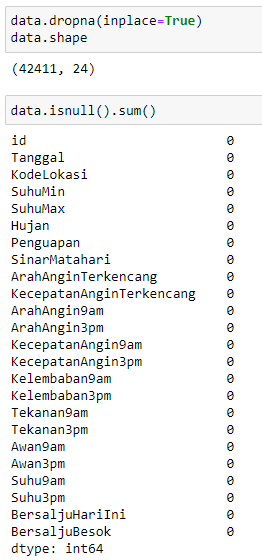 data.dropna(inplace=True)
data.shape
(42411, 24)
data.isnull().sum()
id 0
Tanggal 0
KodeLokasi 0
SuhuMin 0
SuhuMax 0
Hujan 0
Penguapan 0
SinarMatahari 0
ArahAnginTerkencang 0
KecepatanAnginTerkencang 0
ArahAngin9am 0
ArahAngin3pm 0
KecepatanAngin9am 0
KecepatanAngin3pm 0
Kelembaban9am 0
Kelembaban3pm 0
Tekanan9am 0
Tekanan3pm 0
Awan9am 0
Awan3pm 0
Suhu9am 0
Suhu3pm 0
BersaljuHariIni 0
BersaljuBesok 0
dtype: int64